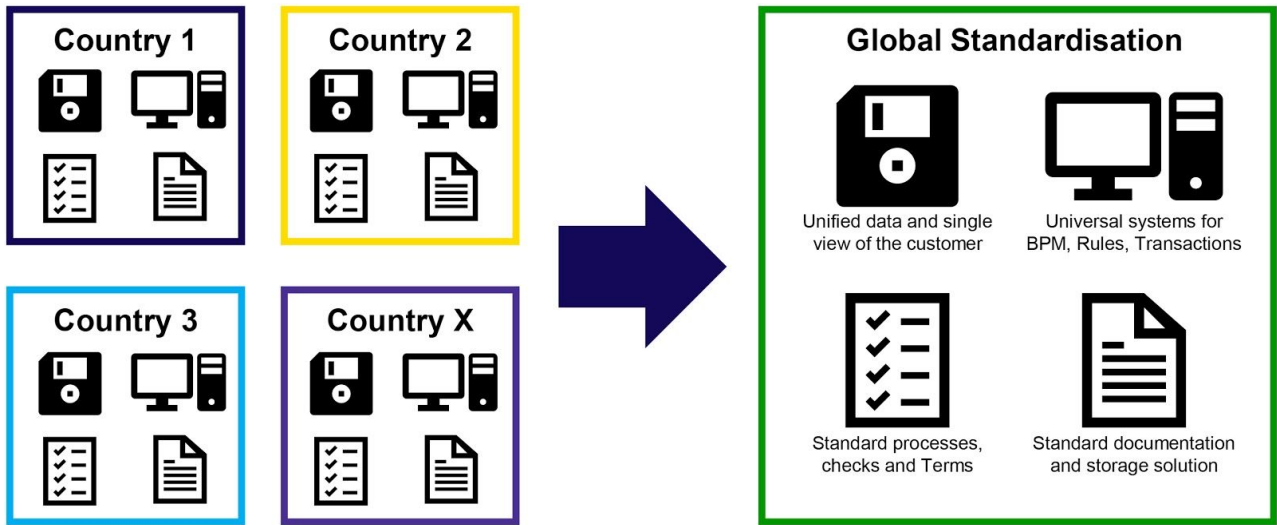 Country 1
Country 2
Country 3
Country X
Global Standardisation
Unified data and single
view of the customer
Universal systems for
BPM, Rules, Transactions
Standard processes,
checks and Terms
Standard documentation
and storage solution